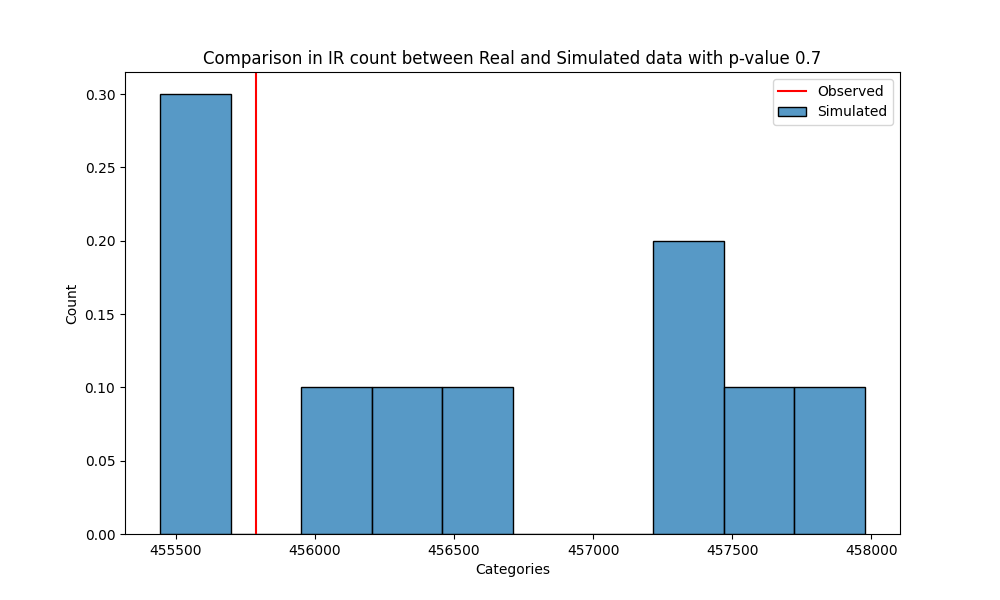 Comparison in IR count between Real and Simulated data with p-value 0.7
Observed
Simulated
0.30
0.25
0.20
0.15
0.10
0.05
0.00
Count
455500 456000 456500 457000 457500 458000
Categories